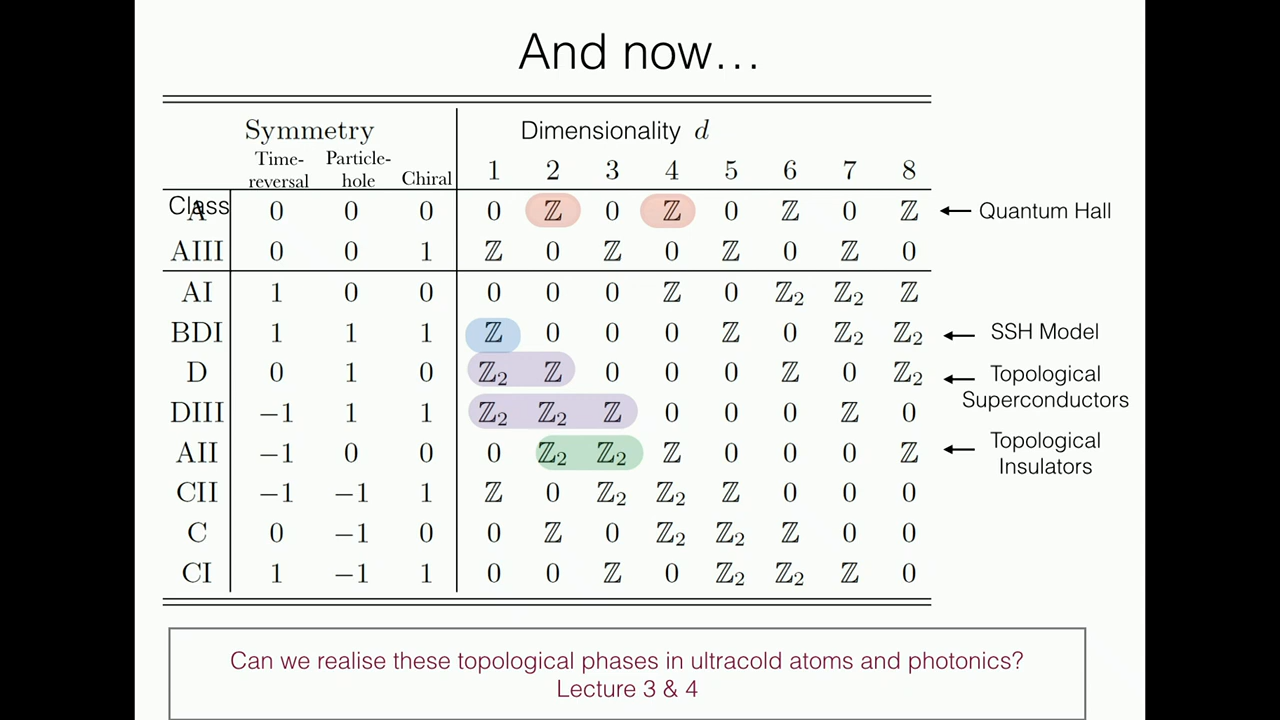 And now…
Symmetry Dimensionality d
Time- Particle-
reversal hole Chiral 1 2 3 4 5 6 7 8
Class
A 0 0 0 0 ℤ 0 ℤ 0 ℤ 0 ℤ ← Quantum Hall
AIII 0 0 1 ℤ 0 ℤ 0 ℤ 0 ℤ 0
AI 1 0 0 0 0 0 ℤ 0 ℤ₂ ℤ₂ ℤ
BDI 1 1 1 ℤ 0 0 0 ℤ 0 ℤ₂ ℤ₂ ← SSH Model
D 0 1 0 ℤ₂ ℤ 0 0 0 ℤ 0 ℤ₂ ← Topological
Superconductors
DIII −1 1 1 ℤ₂ ℤ₂ ℤ 0 0 0 ℤ 0
AII −1 0 0 0 ℤ₂ ℤ₂ ℤ 0 0 0 ℤ ← Topological
Insulators
CII −1 −1 1 ℤ 0 ℤ₂ ℤ₂ ℤ 0 0 0
C 0 −1 0 0 ℤ 0 ℤ₂ ℤ₂ ℤ 0 0
CI 1 −1 1 0 0 ℤ 0 ℤ₂ ℤ₂ ℤ 0
Can we realise these topological phases in ultracold atoms and photonics?
Lecture 3 & 4